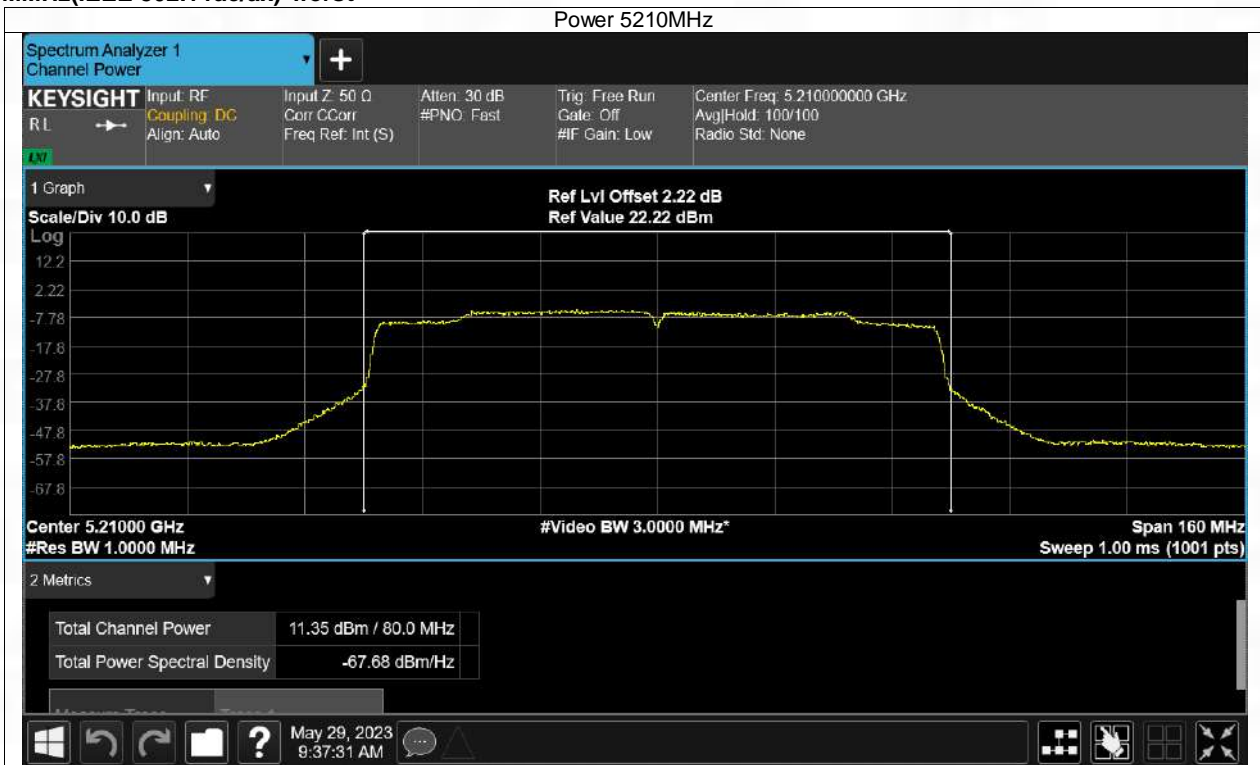 Power 5210MHz
Spectrum Analyzer 1
Channel Power
+
KEYSIGHT
RL
LXI
Input: RF
Coupling: DC
Align: Auto
Input Z: 50 Ω
Corr CCorr
Freq Ref: Int (S)
Atten: 30 dB
#PNO: Fast
Trig: Free Run
Gate: Off
#IF Gain: Low
Center Freq: 5.210000000 GHz
Avg|Hold: 100/100
Radio Std: None
1 Graph
Scale/Div 10.0 dB
Ref Lvl Offset 2.22 dB
Ref Value 22.22 dBm
Log
12.2
2.22
-7.78
-17.8
-27.8
-37.8
-47.8
-57.8
-67.8
Center 5.21000 GHz
#Res BW 1.0000 MHz
#Video BW 3.0000 MHz*
Span 160 MHz
Sweep 1.00 ms (1001 pts)
2 Metrics
Total Channel Power 11.35 dBm / 80.0 MHz
Total Power Spectral Density -67.68 dBm/Hz
?
May 29, 2023
9:37:31 AM